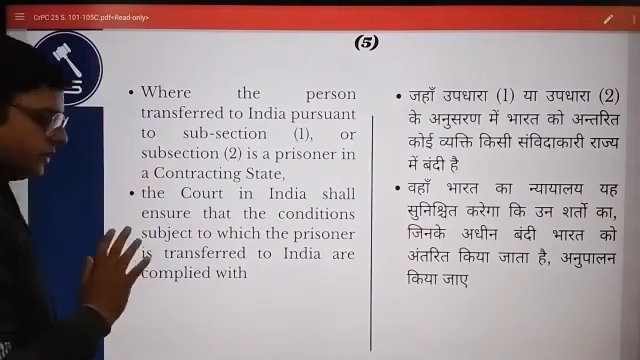 CrPC 25 S. 101-105C.pdf<Read-only>
(5)
• Where the person
transferred to India pursuant
to sub-section (1), or
subsection (2) is a prisoner in
a Contracting State,
• the Court in India shall
ensure that the conditions
subject to which the prisoner
is transferred to India are
complied with
• जहाँ उपधारा (1) या उपधारा (2)
के अनुसरण में भारत को अन्तरित
कोई व्यक्ति किसी संविदाकारी राज्य
में बंदी है
• वहाँ भारत का न्यायालय यह
सुनिश्चित करेगा कि उन शर्तो का,
जिनके अधीन बंदी भारत को
अंतरित किया जाता है, अनुपालन
किया जाए